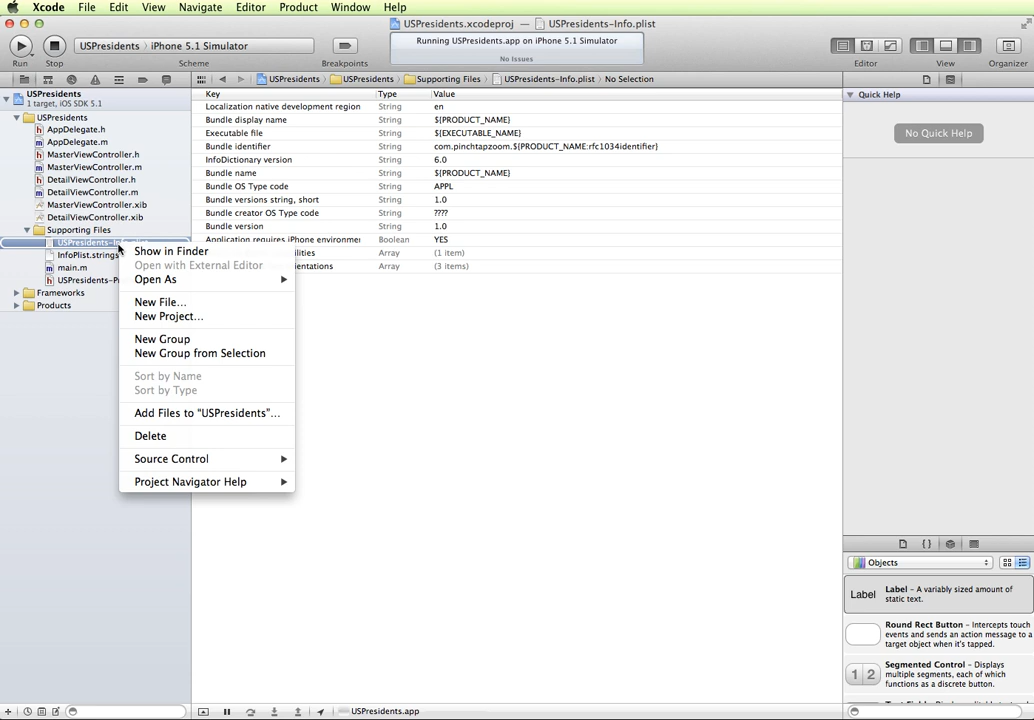 Xcode File Edit View Navigate Editor Product Window Help
USPresidents.xcodeproj — USPresidents-Info.plist
USPresidents 〉 iPhone 5.1 Simulator
Running USPresidents.app on iPhone 5.1 Simulator
No Issues
Run Stop Scheme Breakpoints Editor View Organizer
USPresidents USPresidents Supporting Files USPresidents-Info.plist No Selection
USPresidents
1 target, iOS SDK 5.1
USPresidents
AppDelegate.h
AppDelegate.m
MasterViewController.h
MasterViewController.m
DetailViewController.h
DetailViewController.m
MasterViewController.xib
DetailViewController.xib
Supporting Files
InfoPlist.strings
main.m
Frameworks
Products
Key Type Value
Localization native development region String en
Bundle display name String ${PRODUCT_NAME}
Executable file String ${EXECUTABLE_NAME}
Bundle identifier String com.pinchtapzoom.${PRODUCT_NAME:rfc1034identifier}
InfoDictionary version String 6.0
Bundle name String ${PRODUCT_NAME}
Bundle OS Type code String APPL
Bundle versions string, short String 1.0
Bundle creator OS Type code String ????
Bundle version String 1.0
Application requires iPhone environmer Boolean YES
ilities Array (1 item)
ientations Array (3 items)
Show in Finder
Open with External Editor
Open As
New File...
New Project...
New Group
New Group from Selection
Sort by Name
Sort by Type
Add Files to "USPresidents"...
Delete
Source Control
Project Navigator Help
Quick Help
No Quick Help
Objects
Label
Label – A variably sized amount of
static text.
Round Rect Button – Intercepts touch
events and sends an action message to a
target object when it's tapped.
1 2
Segmented Control – Displays
multiple segments, each of which
functions as a discrete button.
USPresidents.app